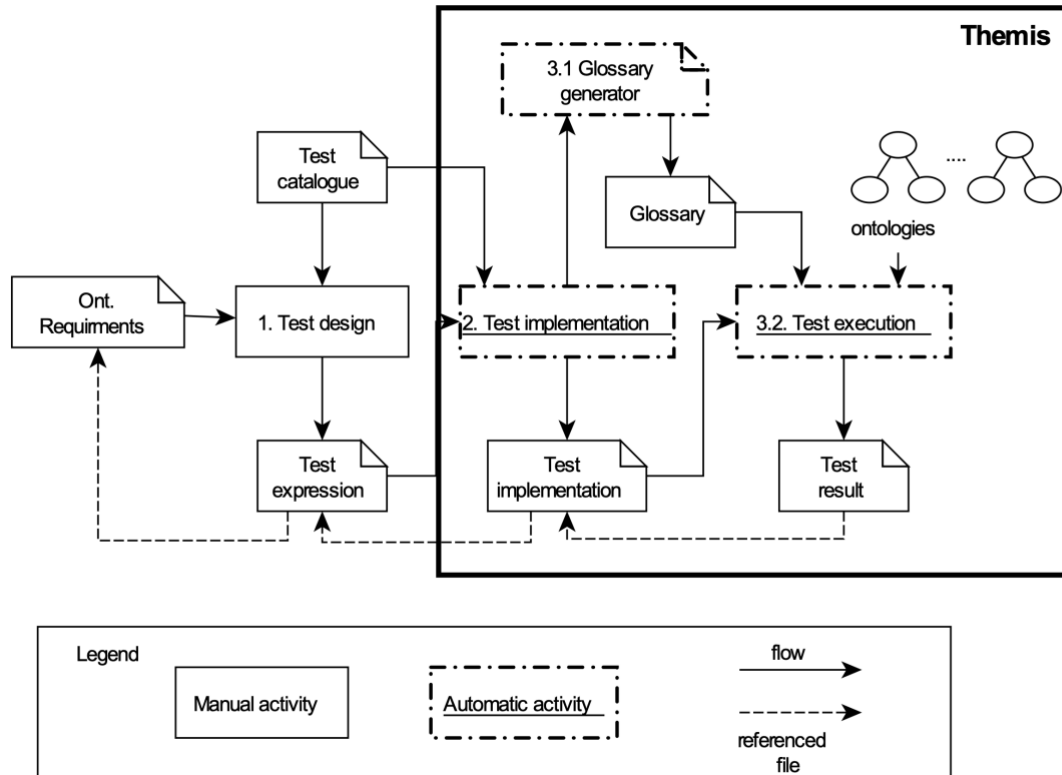 Themis
3.1 Glossary
generator
Test
catalogue
Glossary
....
ontologies
Ont.
Requirments
1. Test design
2. Test implementation
3.2. Test execution
Test
expression
Test
implementation
Test
result
Legend
Manual activity
Automatic activity
flow
referenced
file